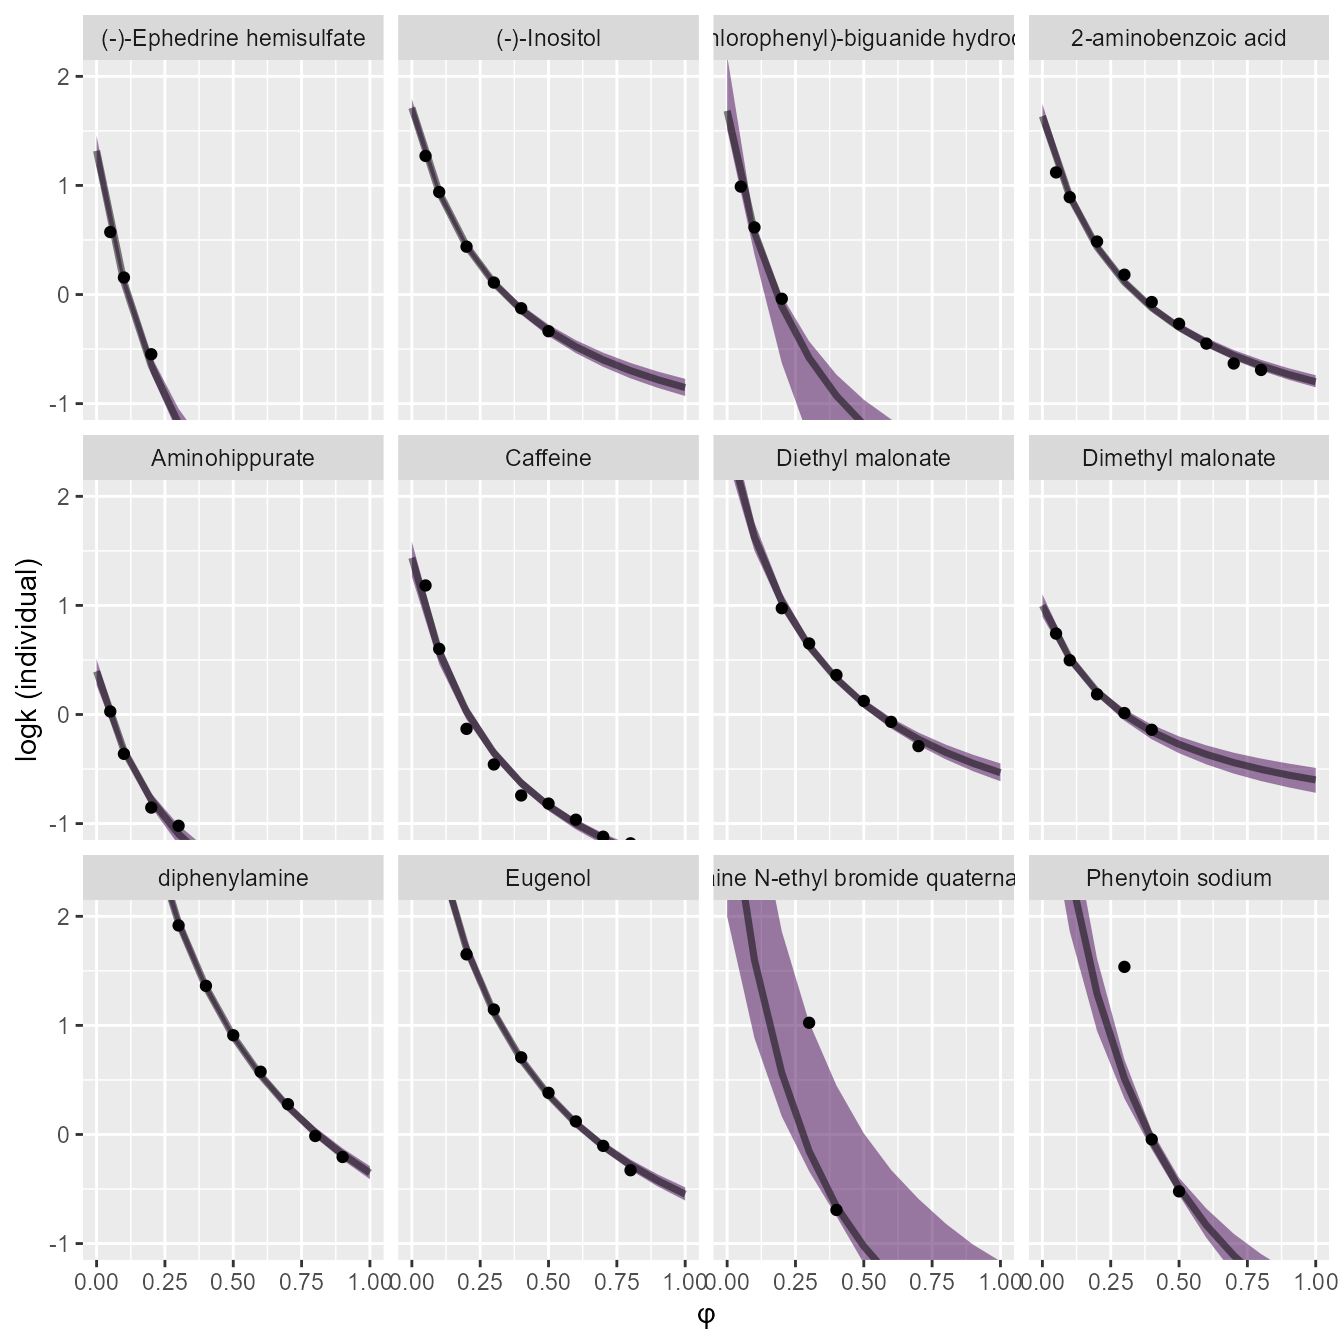 (-)-Ephedrine hemisulfate
(-)-Inositol
hlorophenyl)-biguanide hydroc
2-aminobenzoic acid
2
1
0
-1
Aminohippurate
Caffeine
Diethyl malonate
Dimethyl malonate
2
1
0
-1
diphenylamine
Eugenol
nine N-ethyl bromide quaterna
Phenytoin sodium
2
1
0
-1
0.00 0.25 0.50 0.75 1.00
0.00 0.25 0.50 0.75 1.00
0.00 0.25 0.50 0.75 1.00
0.00 0.25 0.50 0.75 1.00
φ
logk (individual)